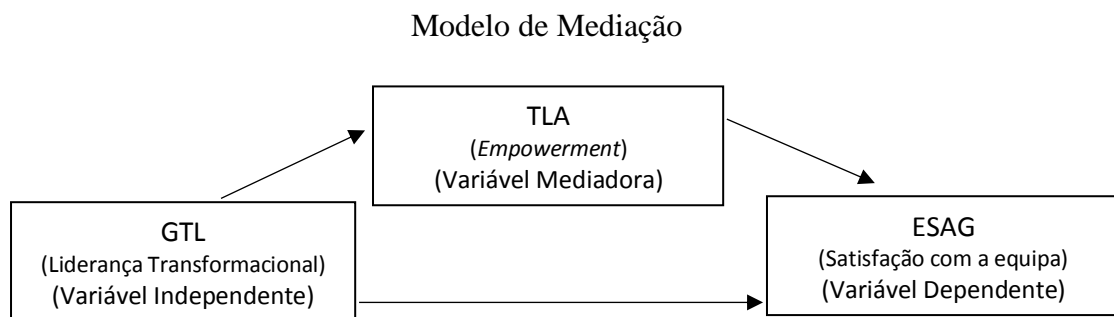 Modelo de Mediação
TLA
(Empowerment)
(Variável Mediadora)
GTL
(Liderança Transformacional)
(Variável Independente)
ESAG
(Satisfação com a equipa)
(Variável Dependente)